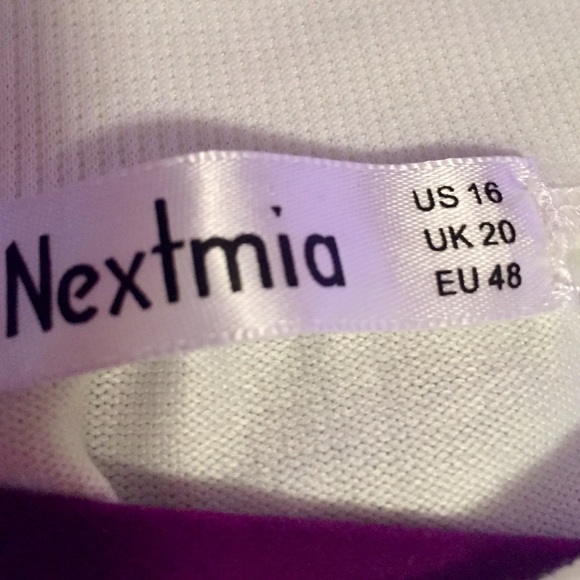 Nextmia
US 16
UK 20
EU 48